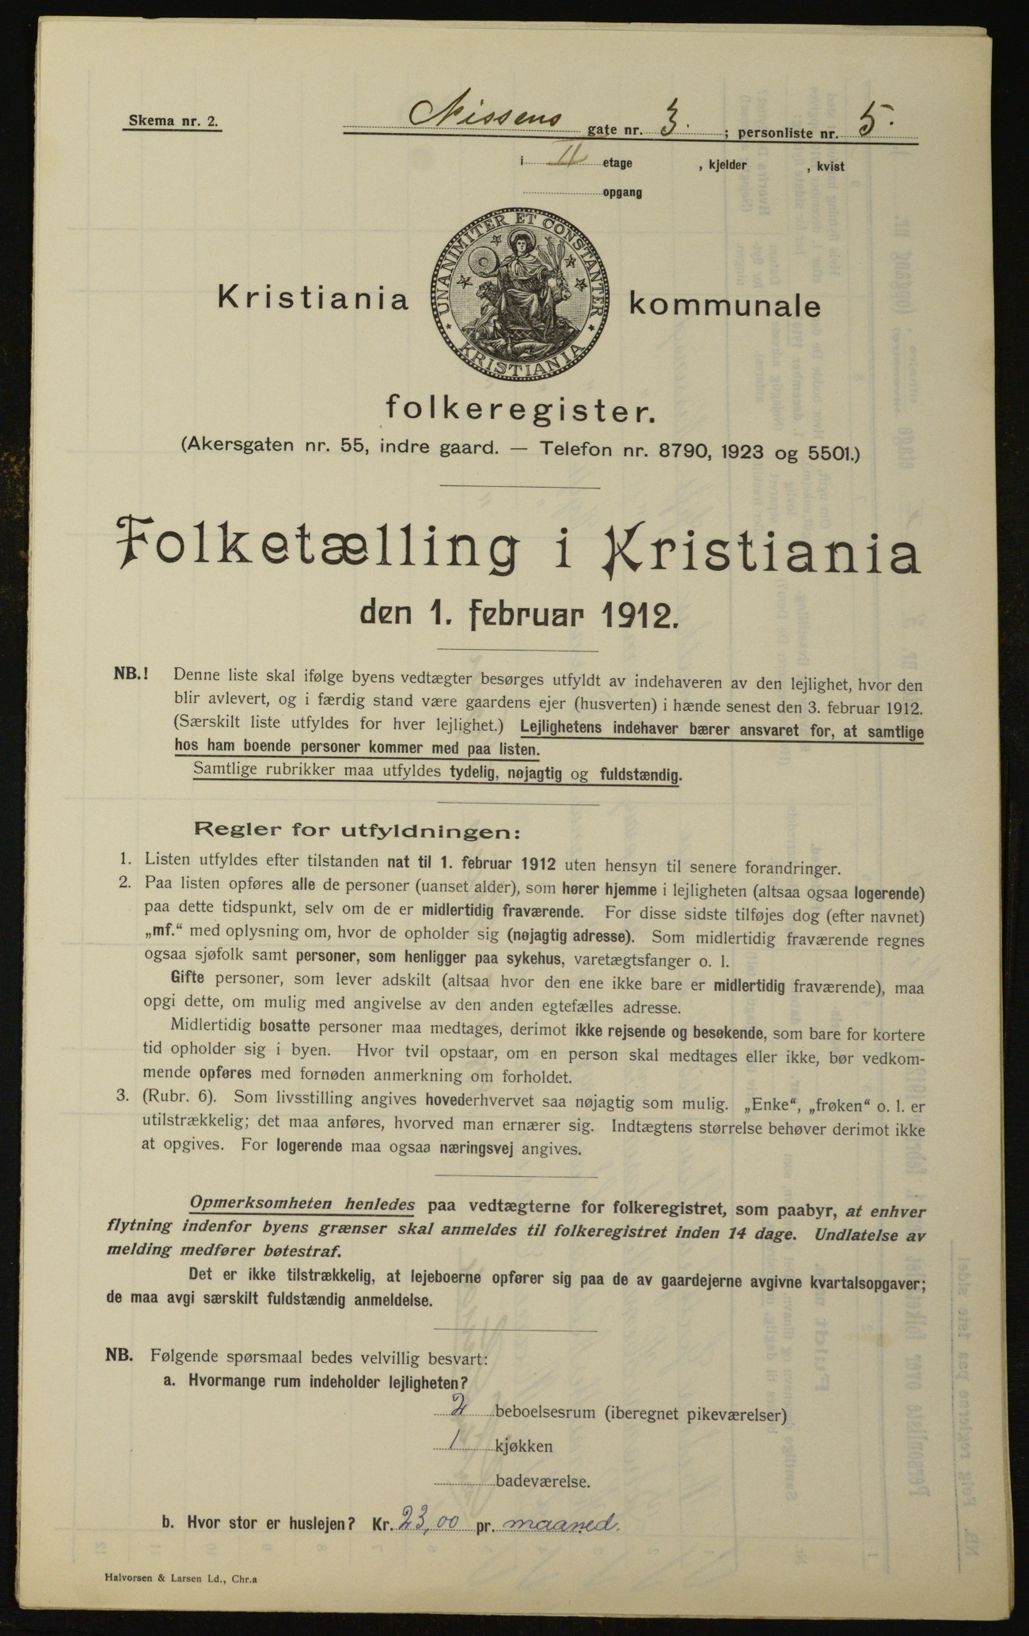 Skema nr. 2.
Nissens gate nr. 3. ; personliste nr. 5.
i II etage , kjelder , kvist
opgang
UNANIMITER ET CONSTANTER
KRISTIANIA
Kristiania kommunale
folkeregister.
(Akersgaten nr. 55, indre gaard. — Telefon nr. 8790, 1923 og 5501.)
Folketælling i Kristiania
den 1. februar 1912.
NB.! Denne liste skal ifølge byens vedtægter besørges utfyldt av indehaveren av den lejlighet, hvor den
blir avlevert, og i færdig stand være gaardens ejer (husverten) i hænde senest den 3. februar 1912.
(Særskilt liste utfyldes for hver lejlighet.) Lejlighetens indehaver bærer ansvaret for, at samtlige
hos ham boende personer kommer med paa listen.
Samtlige rubrikker maa utfyldes tydelig, nøjagtig og fuldstændig.
Regler for utfyldningen:
1. Listen utfyldes efter tilstanden nat til 1. februar 1912 uten hensyn til senere forandringer.
2. Paa listen opføres alle de personer (uanset alder), som hører hjemme i lejligheten (altsaa ogsaa logerende)
paa dette tidspunkt, selv om de er midlertidig fraværende. For disse sidste tilføjes dog (efter navnet)
„mf.“ med oplysning om, hvor de opholder sig (nøjagtig adresse). Som midlertidig fraværende regnes
ogsaa sjøfolk samt personer, som henligger paa sykehus, varetægtsfanger o. l.
Gifte personer, som lever adskilt (altsaa hvor den ene ikke bare er midlertidig fraværende), maa
opgi dette, om mulig med angivelse av den anden egtefælles adresse.
Midlertidig bosatte personer maa medtages, derimot ikke rejsende og besøkende, som bare for kortere
tid opholder sig i byen. Hvor tvil opstaar, om en person skal medtages eller ikke, bør vedkom-
mende opføres med fornøden anmerkning om forholdet.
3. (Rubr. 6). Som livsstilling angives hovederhvervet saa nøjagtig som mulig. „Enke“, „frøken“ o. l. er
utilstrækkelig; det maa anføres, hvorved man ernærer sig. Indtægtens størrelse behøver derimot ikke
at opgives. For logerende maa ogsaa næringsvej angives.
Opmerksomheten henledes paa vedtægterne for folkeregistret, som paabyr, at enhver
flytning indenfor byens grænser skal anmeldes til folkeregistret inden 14 dage. Undlatelse av
melding medfører bøtestraf.
Det er ikke tilstrækkelig, at lejeboerne opfører sig paa de av gaardejerne avgivne kvartalsopgaver;
de maa avgi særskilt fuldstændig anmeldelse.
NB. Følgende spørsmaal bedes velvillig besvart:
a. Hvormange rum indeholder lejligheten?
2 beboelsesrum (iberegnet pikeværelser)
1 kjøkken
badeværelse.
b. Hvor stor er huslejen? Kr. 23,00 pr. maaned.
Halvorsen & Larsen Ld., Chr.a